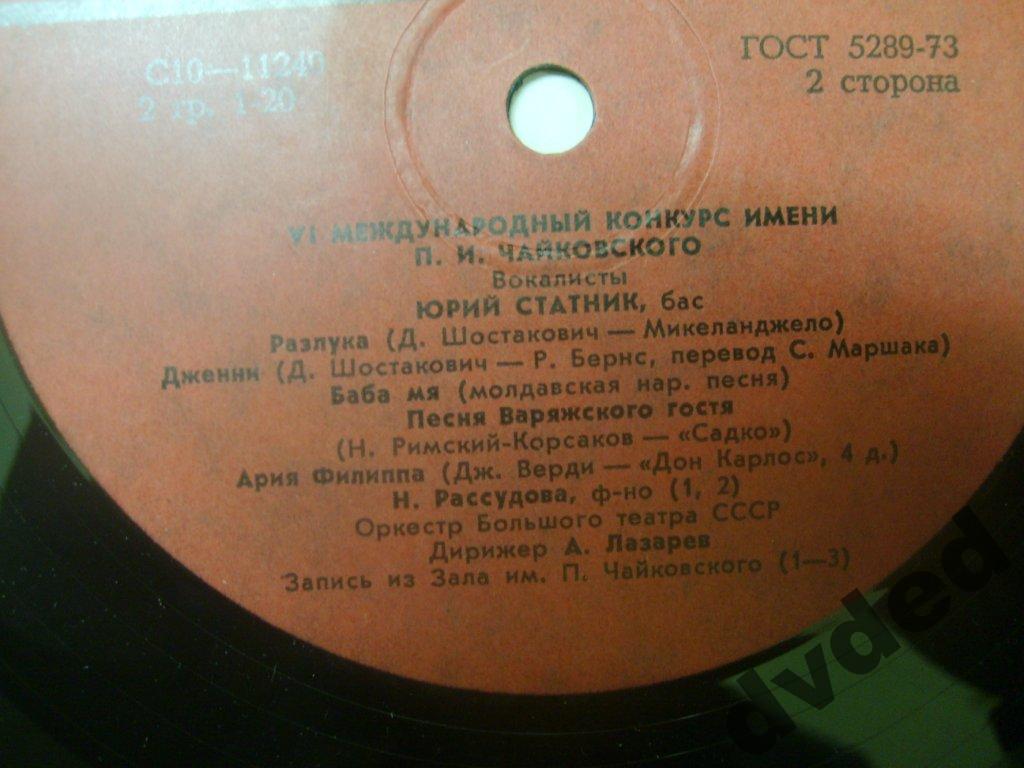 С10—11240
2 гр. 1-20
ГОСТ 5289-73
2 сторона
VI МЕЖДУНАРОДНЫЙ КОНКУРС ИМЕНИ
П. И. ЧАЙКОВСКОГО
Вокалисты
ЮРИЙ СТАТНИК, бас
Разлука (Д. Шостакович — Микеланджело)
Дженни (Д. Шостакович — Р. Бернс, перевод С. Маршака)
Баба мя (молдавская нар. песня)
Песня Варяжского гостя
(Н. Римский-Корсаков — «Садко»)
Ария Филиппа (Дж. Верди — «Дон Карлос», 4 д.)
Н. Рассудова, ф-но (1, 2)
Оркестр Большого театра СССР
Дирижер А. Лазарев
Запись из Зала им. П. Чайковского (1—3)
dvded